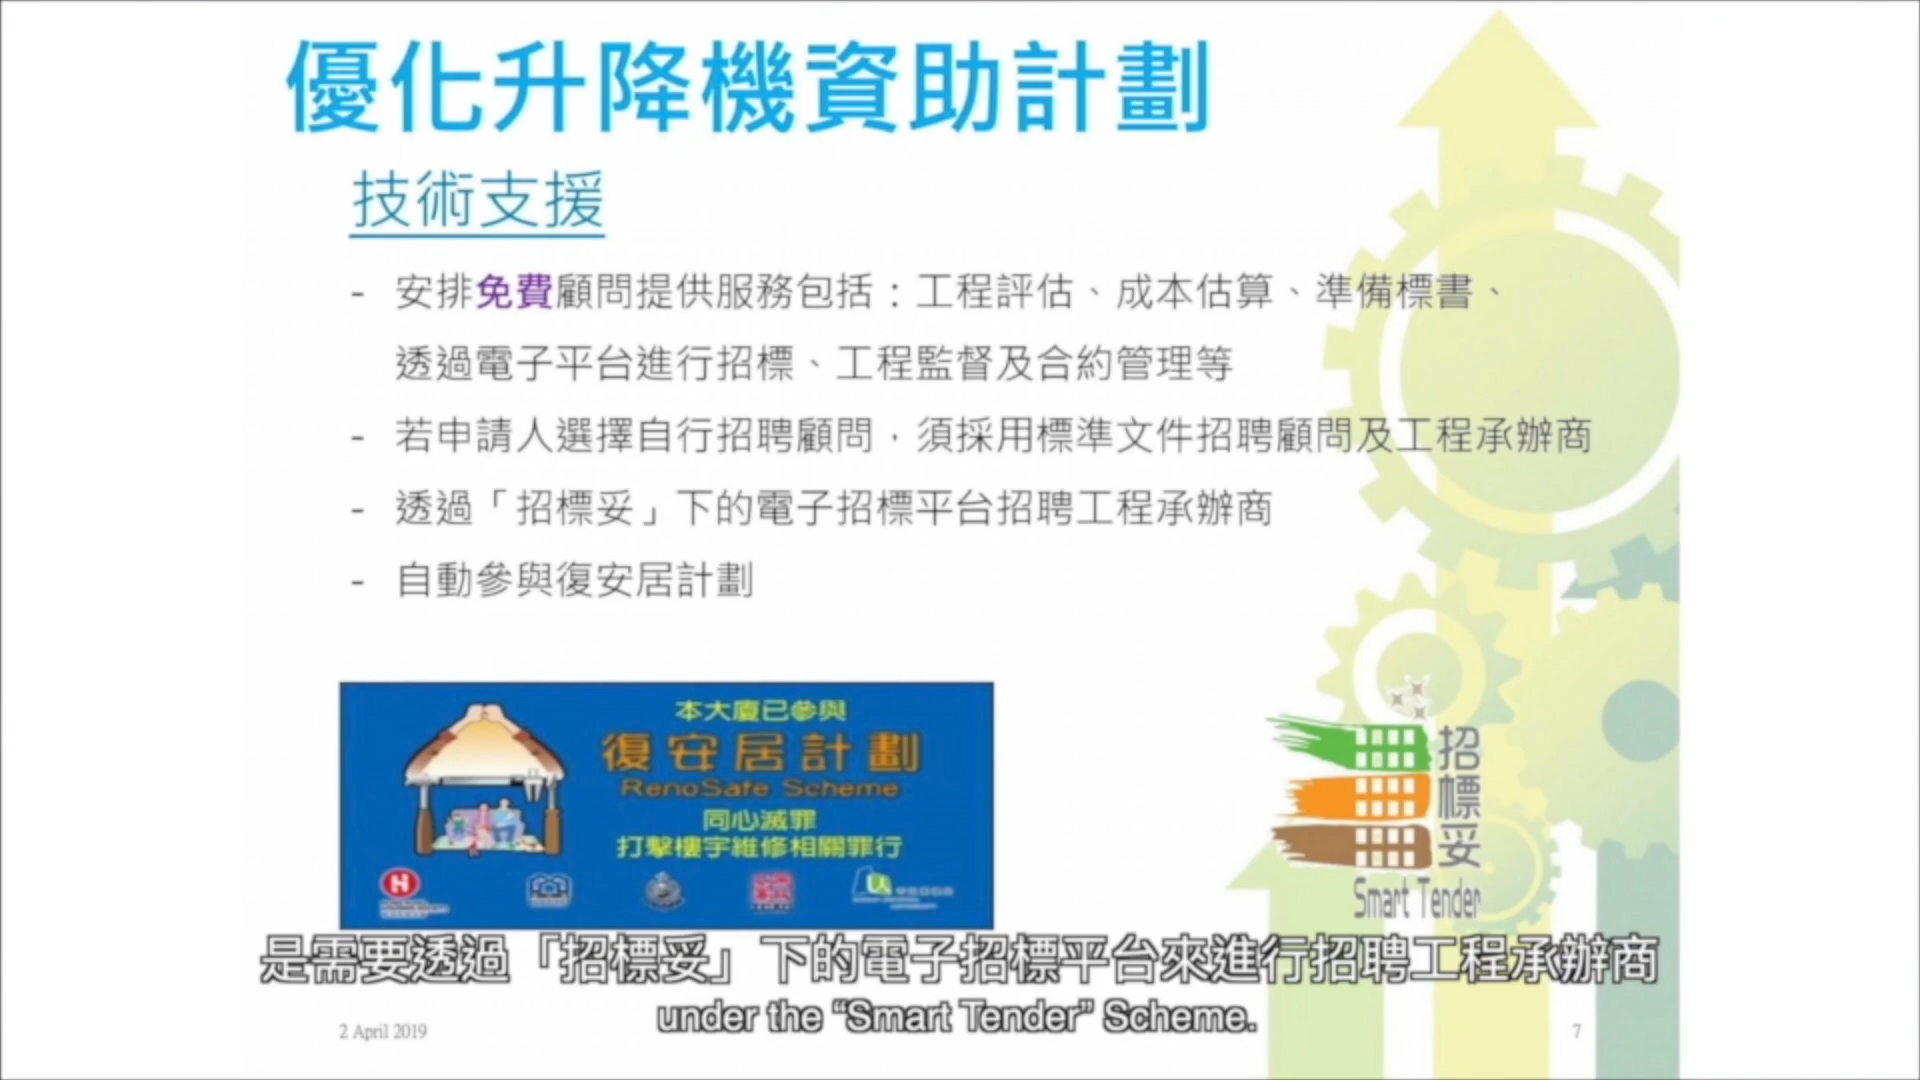 優化升降機資助計劃
技術支援
- 安排免費顧問提供服務包括：工程評估、成本估算、準備標書、
透過電子平台進行招標、工程監督及合約管理等
- 若申請人選擇自行招聘顧問，須採用標準文件招聘顧問及工程承辦商
- 透過「招標妥」下的電子招標平台招聘工程承辦商
- 自動參與復安居計劃
本大廈已參與
復安居計劃
RenoSafe Scheme
同心滅罪
打擊樓宇維修相關罪行
招標妥
Smart Tender
是需要透過「招標妥」下的電子招標平台來進行招聘工程承辦商
under the “Smart Tender” Scheme.
2 April 2019
7